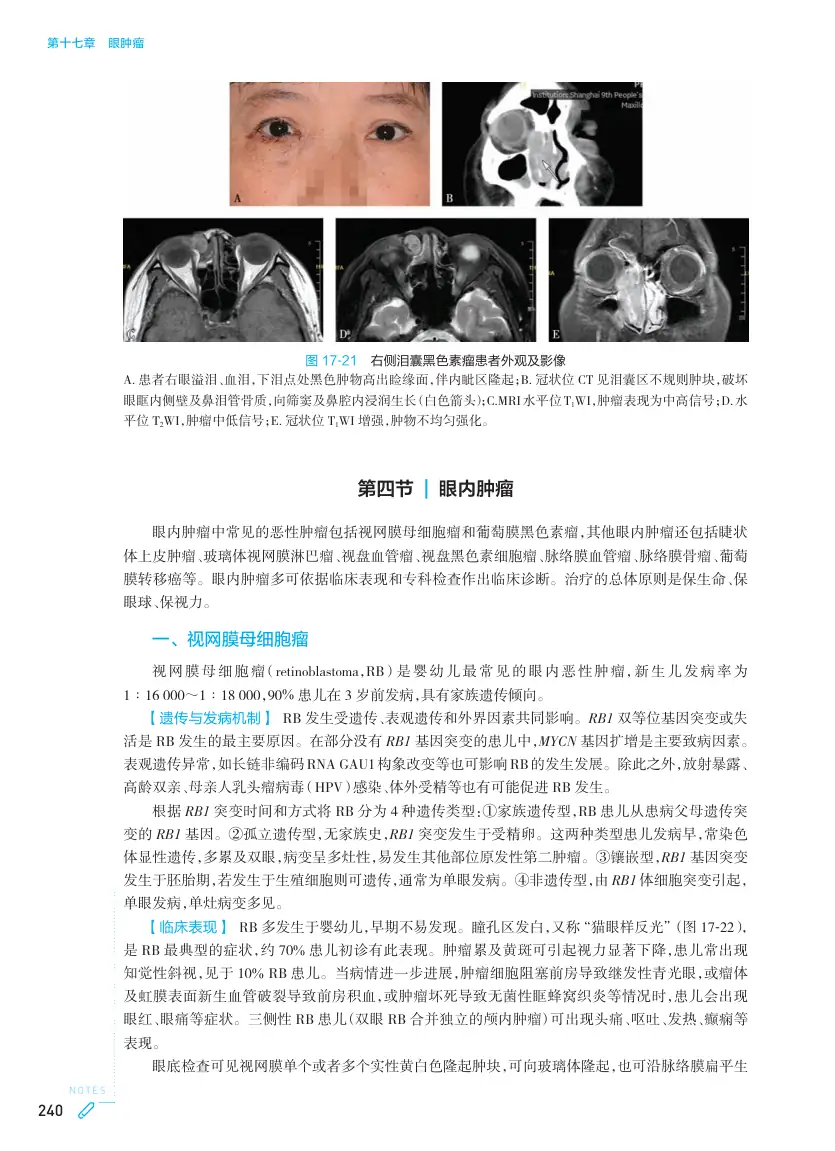 第十七章　眼肿瘤
Institution: Shanghai 9th People's
Maxillo
A
B
C
D
E
图 17-21　右侧泪囊黑色素瘤患者外观及影像
A. 患者右眼溢泪、血泪，下泪点处黑色肿物高出睑缘面，伴内眦区隆起；B. 冠状位 CT 见泪囊区不规则肿块，破坏
眼眶内侧壁及鼻泪管骨质，向筛窦及鼻腔内浸润生长（白色箭头）；C.MRI 水平位 T₁WI，肿瘤表现为中高信号；D. 水
平位 T₂WI，肿瘤中低信号；E. 冠状位 T₁WI 增强，肿物不均匀强化。
第四节 | 眼内肿瘤
眼内肿瘤中常见的恶性肿瘤包括视网膜母细胞瘤和葡萄膜黑色素瘤，其他眼内肿瘤还包括睫状
体上皮肿瘤、玻璃体视网膜淋巴瘤、视盘血管瘤、视盘黑色素细胞瘤、脉络膜血管瘤、脉络膜骨瘤、葡萄
膜转移癌等。眼内肿瘤多可依据临床表现和专科检查作出临床诊断。治疗的总体原则是保生命、保
眼球、保视力。
一、视网膜母细胞瘤
视网膜母细胞瘤（retinoblastoma，RB）是婴幼儿最常见的眼内恶性肿瘤，新生儿发病率为
1∶16 000～1∶18 000，90% 患儿在 3 岁前发病，具有家族遗传倾向。
【遗传与发病机制】 RB 发生受遗传、表观遗传和外界因素共同影响。RB1 双等位基因突变或失
活是 RB 发生的最主要原因。在部分没有 RB1 基因突变的患儿中，MYCN 基因扩增是主要致病因素。
表观遗传异常，如长链非编码 RNA GAU1 构象改变等也可影响 RB 的发生发展。除此之外，放射暴露、
高龄双亲、母亲人乳头瘤病毒（HPV）感染、体外受精等也有可能促进 RB 发生。
根据 RB1 突变时间和方式将 RB 分为 4 种遗传类型：①家族遗传型，RB 患儿从患病父母遗传突
变的 RB1 基因。②孤立遗传型，无家族史，RB1 突变发生于受精卵。这两种类型患儿发病早，常染色
体显性遗传，多累及双眼，病变呈多灶性，易发生其他部位原发性第二肿瘤。③镶嵌型，RB1 基因突变
发生于胚胎期，若发生于生殖细胞则可遗传，通常为单眼发病。④非遗传型，由 RB1 体细胞突变引起，
单眼发病，单灶病变多见。
【临床表现】 RB 多发生于婴幼儿，早期不易发现。瞳孔区发白，又称“猫眼样反光”（图 17-22），
是 RB 最典型的症状，约 70% 患儿初诊有此表现。肿瘤累及黄斑可引起视力显著下降，患儿常出现
知觉性斜视，见于 10% RB 患儿。当病情进一步进展，肿瘤细胞阻塞前房导致继发性青光眼，或瘤体
及虹膜表面新生血管破裂导致前房积血，或肿瘤坏死导致无菌性眶蜂窝织炎等情况时，患儿会出现
眼红、眼痛等症状。三侧性 RB 患儿（双眼 RB 合并独立的颅内肿瘤）可出现头痛、呕吐、发热、癫痫等
表现。
眼底检查可见视网膜单个或者多个实性黄白色隆起肿块，可向玻璃体隆起，也可沿脉络膜扁平生
NOTES
240